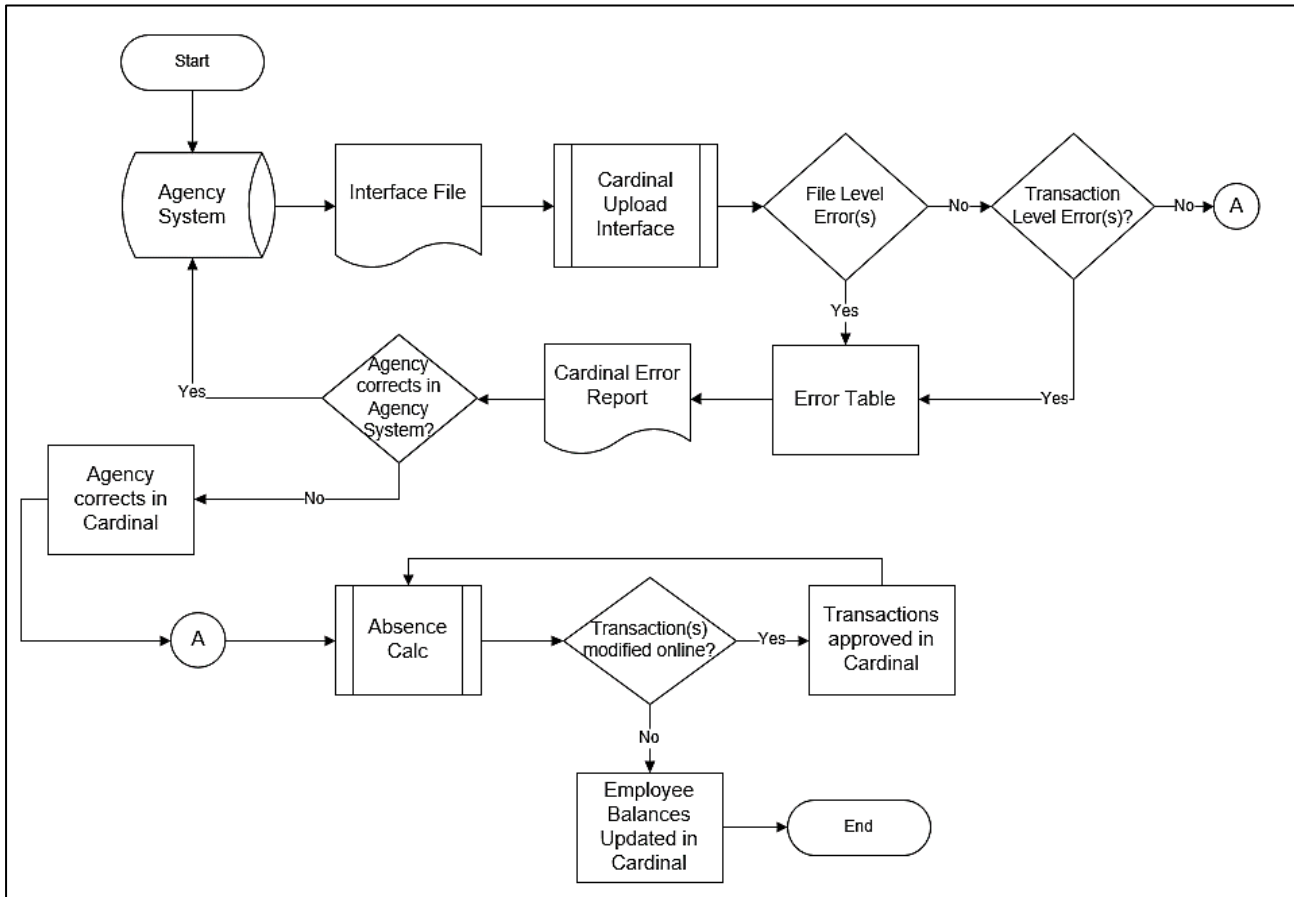 Start
Agency
System
Interface File
Cardinal
Upload
Interface
File Level
Error(s)
No
Transaction
Level Error(s)?
No
A
Yes
Yes
Agency
corrects in
Agency
System?
Cardinal Error
Report
Error Table
Yes
Agency
corrects in
Cardinal
No
A
Absence
Calc
Transaction(s)
modified online?
Yes
Transactions
approved in
Cardinal
No
Employee
Balances
Updated in
Cardinal
End